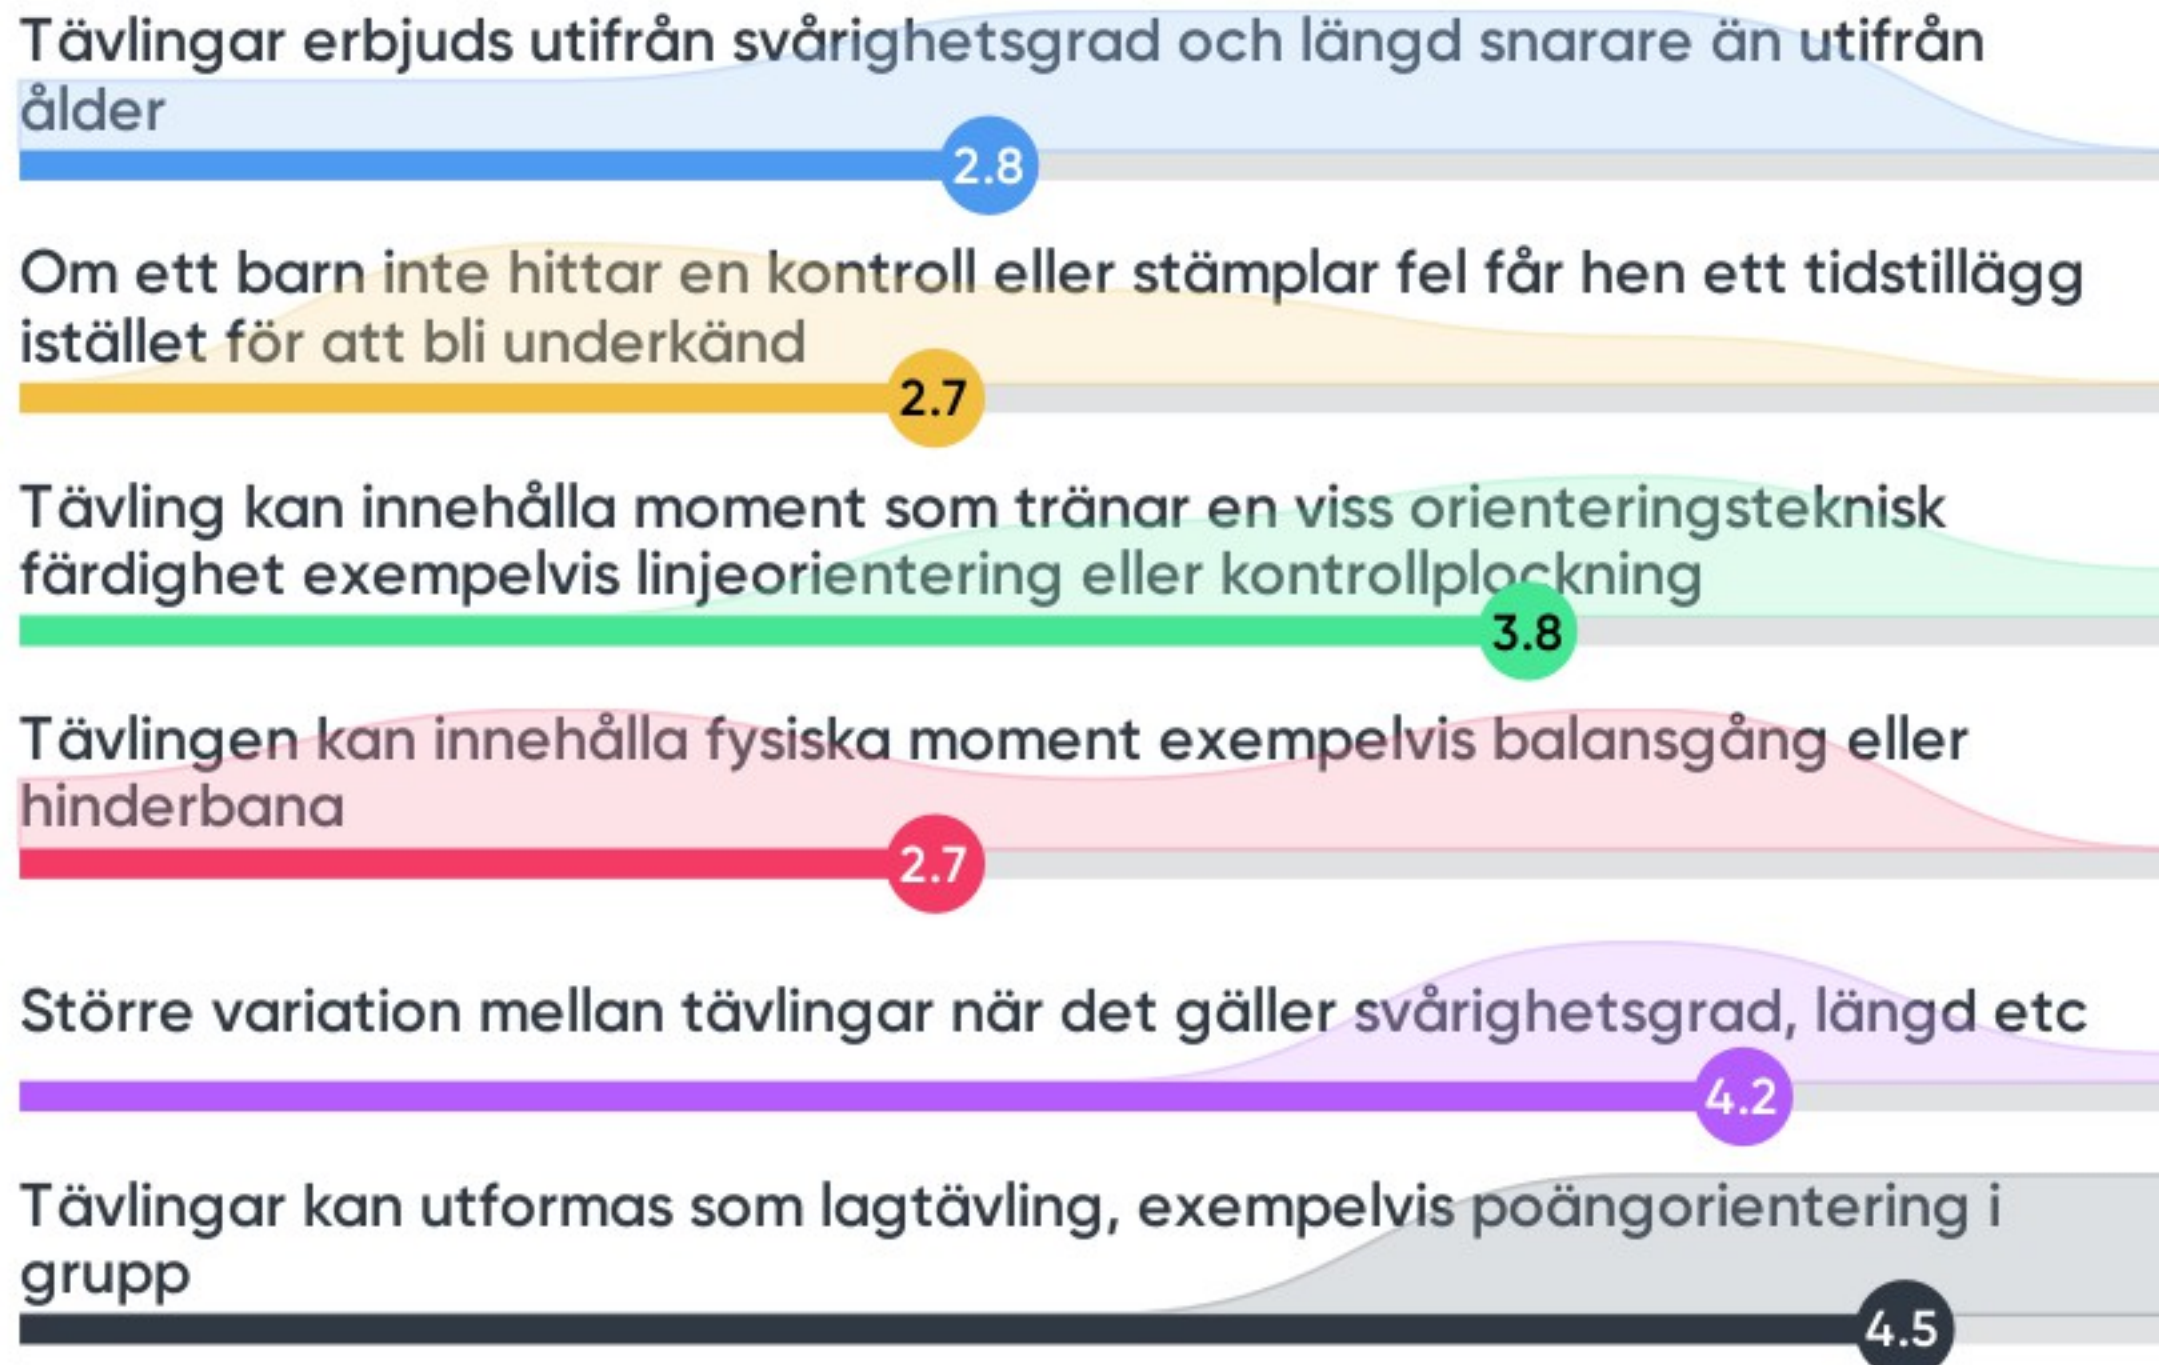 Tävlingar erbjuds utifrån svårighetsgrad och längd snarare än utifrån
ålder
2.8
Om ett barn inte hittar en kontroll eller stämplar fel får hen ett tidstillägg
istället för att bli underkänd
2.7
Tävling kan innehålla moment som tränar en viss orienteringsteknisk
färdighet exempelvis linjeorientering eller kontrollplockning
3.8
Tävlingen kan innehålla fysiska moment exempelvis balansgång eller
hinderbana
2.7
Större variation mellan tävlingar när det gäller svårighetsgrad, längd etc
4.2
Tävlingar kan utformas som lagtävling, exempelvis poängorientering i
grupp
4.5